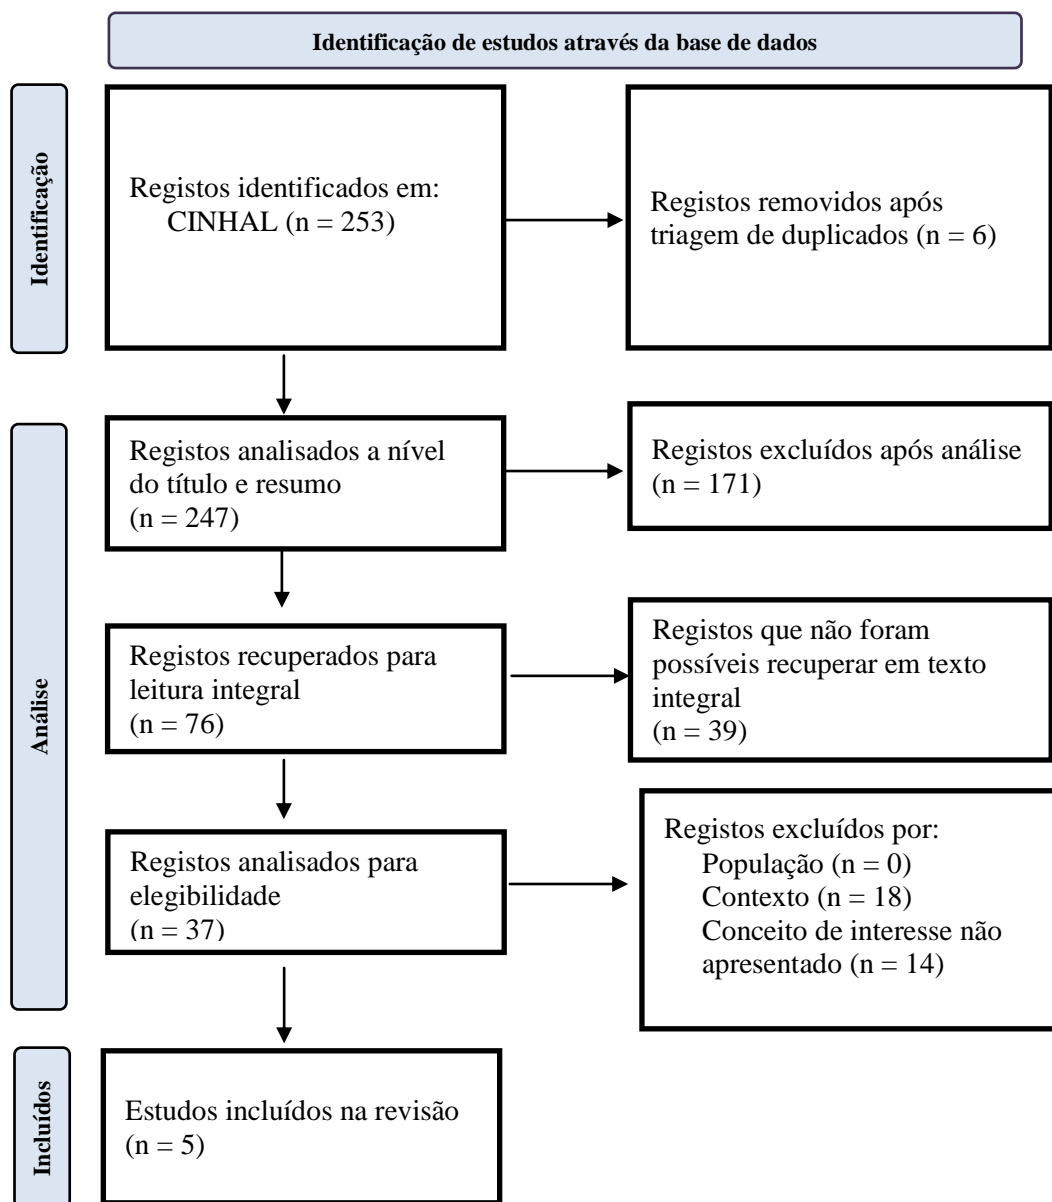 Identificação de estudos através da base de dados
Identificação
Registos identificados em:
CINHAL (n = 253)
Registos removidos após
triagem de duplicados (n = 6)
Análise
Registos analisados a nível
do título e resumo
(n = 247)
Registos excluídos após análise
(n = 171)
Registos recuperados para
leitura integral
(n = 76)
Registos que não foram
possíveis recuperar em texto
integral
(n = 39)
Registos analisados para
elegibilidade
(n = 37)
Registos excluídos por:
População (n = 0)
Contexto (n = 18)
Conceito de interesse não
apresentado (n = 14)
Incluídos
Estudos incluídos na revisão
(n = 5)